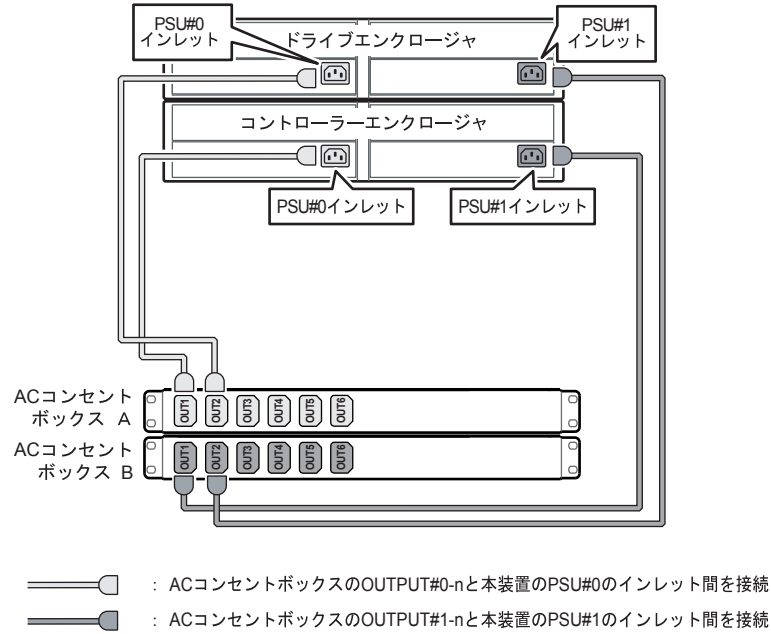 PSU#0
インレット
ドライブエンクロージャ
PSU#1
インレット
コントローラーエンクロージャ
PSU#0インレット
PSU#1インレット
ACコンセント
ボックス A
OUT1
OUT2
OUT3
OUT4
OUT5
OUT6
ACコンセント
ボックス B
OUT1
OUT2
OUT3
OUT4
OUT5
OUT6
: ACコンセントボックスのOUTPUT#0-nと本装置のPSU#0のインレット間を接続
: ACコンセントボックスのOUTPUT#1-nと本装置のPSU#1のインレット間を接続